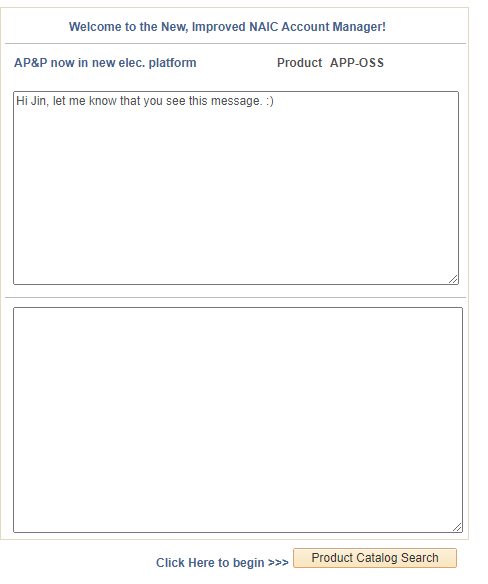 Welcome to the New, Improved NAIC Account Manager!
AP&P now in new elec. platform Product APP-OSS
Hi Jin, let me know that you see this message. :)
Click Here to begin >>> Product Catalog Search